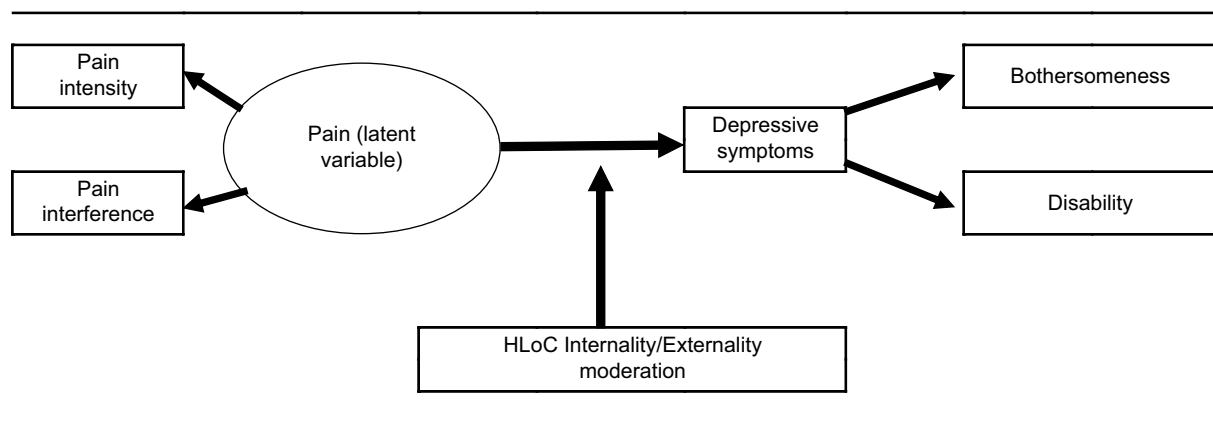 Pain
intensity
Pain
interference
Pain (latent
variable)
Depressive
symptoms
Bothersomeness
Disability
HLoC Internality/Externality
moderation